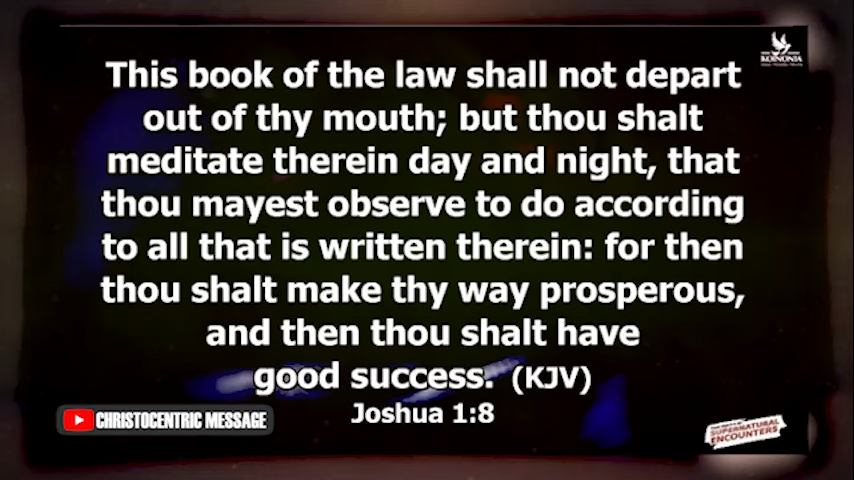 KOINONIA
This book of the law shall not depart
out of thy mouth; but thou shalt
meditate therein day and night, that
thou mayest observe to do according
to all that is written therein: for then
thou shalt make thy way prosperous,
and then thou shalt have
good success. (KJV)
Joshua 1:8
CHRISTOCENTRIC MESSAGE
SUPERNATURAL
ENCOUNTERS